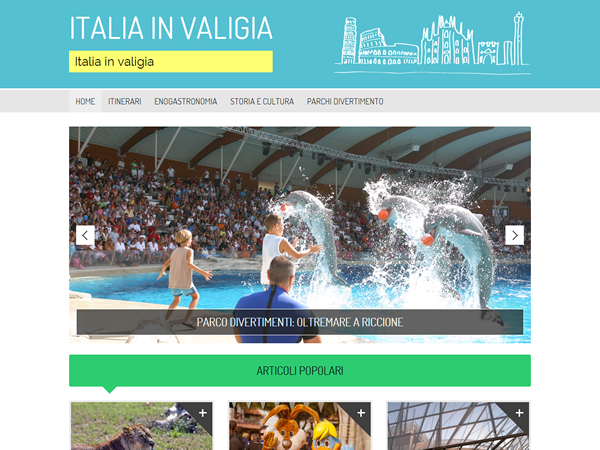 ITALIA IN VALIGIA
Italia in valigia
HOME ITINERARI ENOGASTRONOMIA STORIA E CULTURA PARCHI DIVERTIMENTO
PARCO DIVERTIMENTI: OLTREMARE A RICCIONE
ARTICOLI POPOLARI